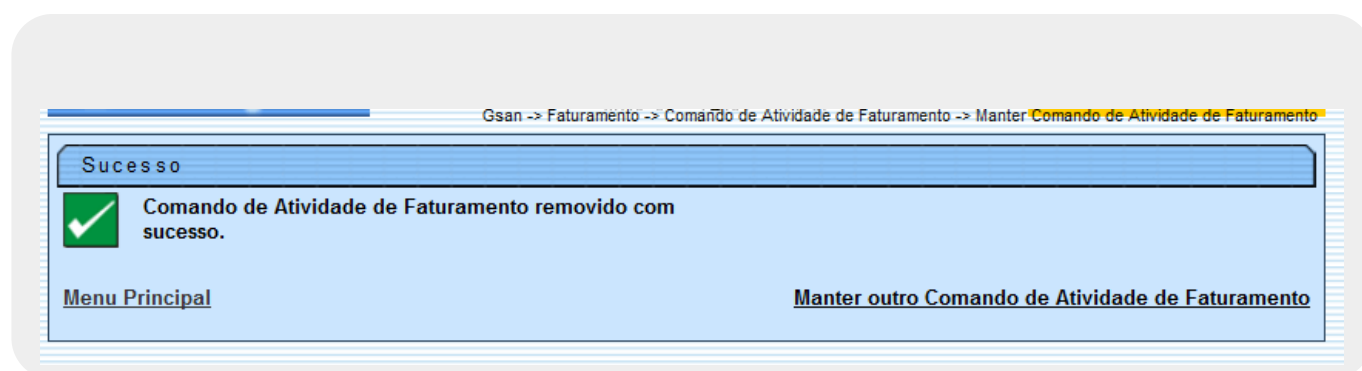 Gsan -> Faturamento -> Comando de Atividade de Faturamento -> Manter Comando de Atividade de Faturamento
Sucesso
Comando de Atividade de Faturamento removido com
sucesso.
Menu Principal
Manter outro Comando de Atividade de Faturamento